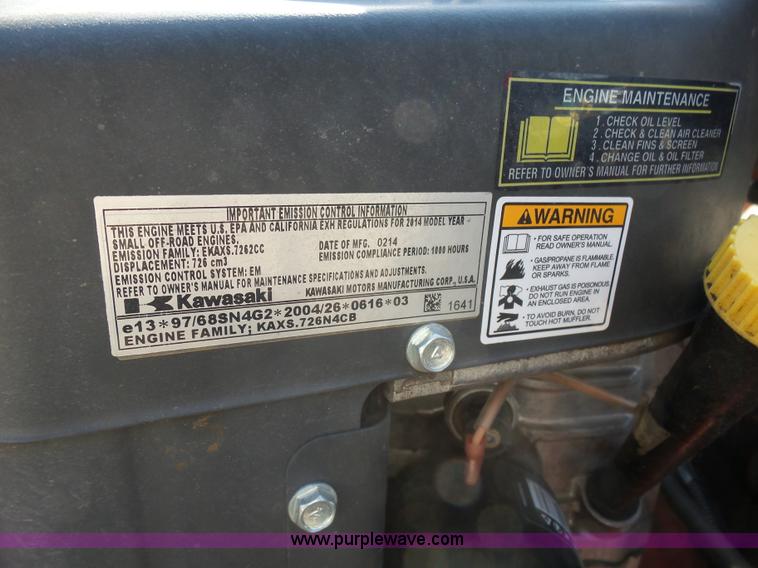 ENGINE MAINTENANCE
1. CHECK OIL LEVEL
2. CHECK & CLEAN AIR CLEANER
3. CLEAN FINS & SCREEN
4. CHANGE OIL & OIL FILTER
REFER TO OWNER'S MANUAL FOR FURTHER INFORMATION
IMPORTANT EMISSION CONTROL INFORMATION
THIS ENGINE MEETS U.S. EPA AND CALIFORNIA EXH REGULATIONS FOR 2014 MODEL YEAR
SMALL OFF-ROAD ENGINES.
EMISSION FAMILY: EKAXS.7262CC DATE OF MFG. 0214
DISPLACEMENT: 726 cm3 EMISSION COMPLIANCE PERIOD: 1000 HOURS
EMISSION CONTROL SYSTEM: EM
REFER TO OWNER'S MANUAL FOR MAINTENANCE SPECIFICATIONS AND ADJUSTMENTS.
Kawasaki KAWASAKI MOTORS MANUFACTURING CORP., U.S.A.
e13*97/68SN4G2*2004/26*0616*03 1641
ENGINE FAMILY; KAXS.726N4CB
WARNING
• FOR SAFE OPERATION
READ OWNER'S MANUAL.
• GAS/PROPANE IS FLAMMABLE.
KEEP AWAY FROM FLAME
OR SPARKS.
• EXHAUST GAS IS POISONOUS.
DO NOT RUN ENGINE IN
AN ENCLOSED AREA.
• TO AVOID BURN, DO NOT
TOUCH HOT MUFFLER.
www.purplewave.com